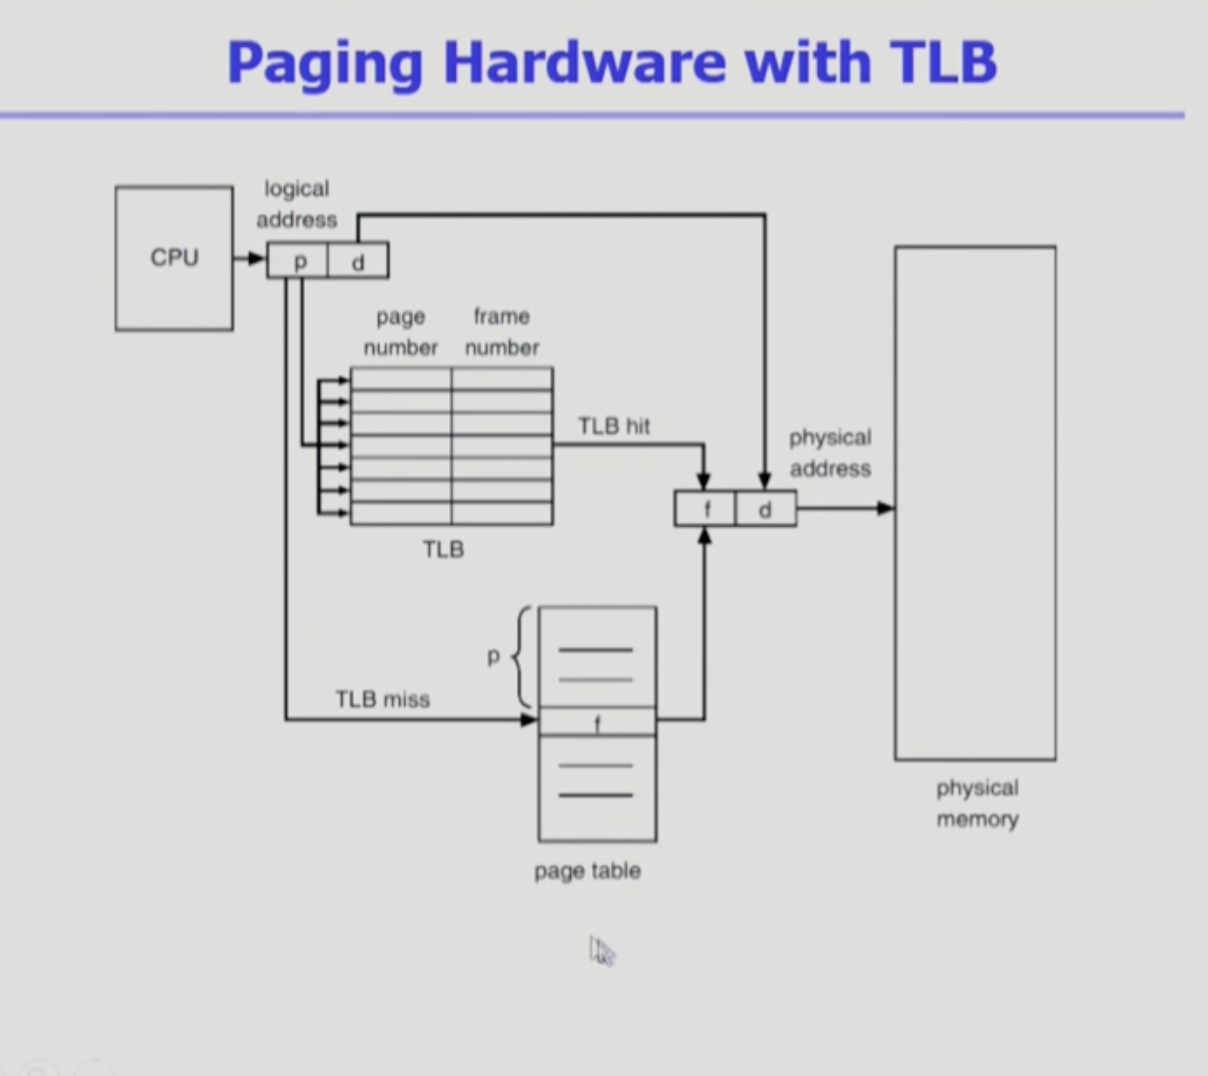 Paging Hardware with TLB
logical
address
CPU
p
d
page
number
frame
number
TLB hit
physical
address
f
d
TLB
p
TLB miss
f
page table
physical
memory